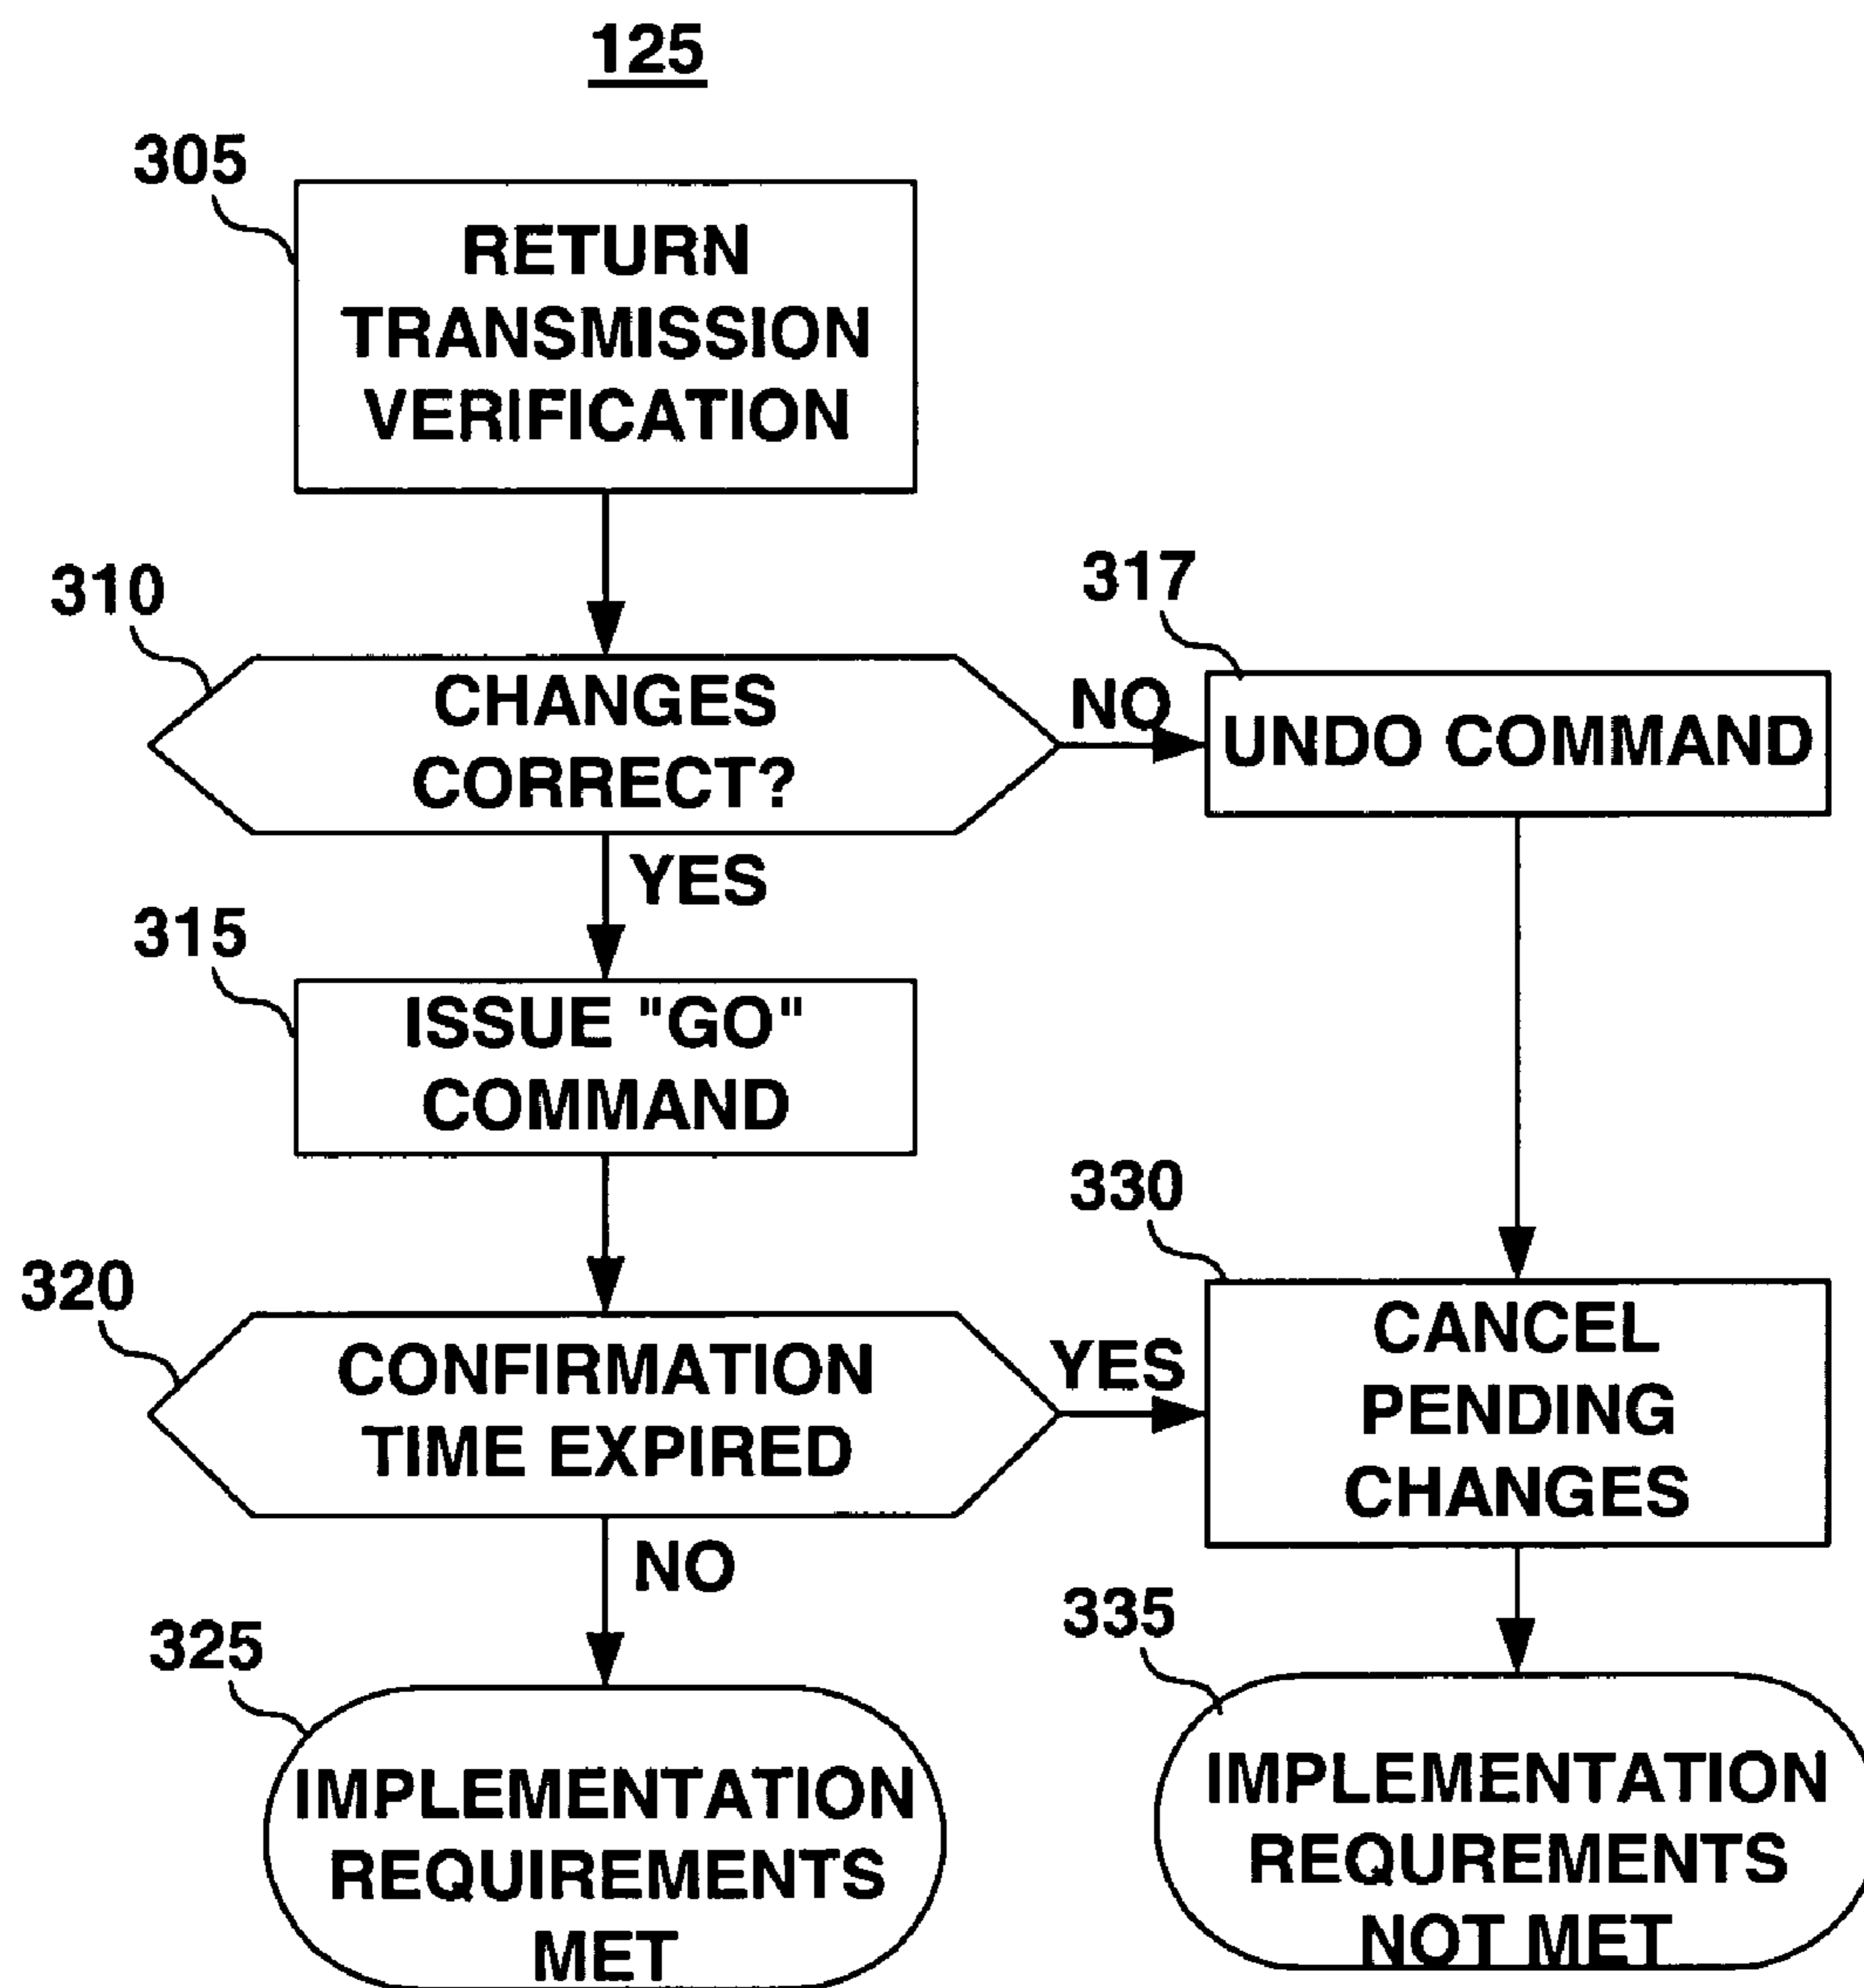 125
305
RETURN
TRANSMISSION
VERIFICATION
310
CHANGES
CORRECT?
NO
317
UNDO COMMAND
YES
315
ISSUE "GO"
COMMAND
320
CONFIRMATION
TIME EXPIRED
YES
330
CANCEL
PENDING
CHANGES
NO
325
IMPLEMENTATION
REQUIREMENTS
MET
335
IMPLEMENTATION
REQUREMENTS
NOT MET